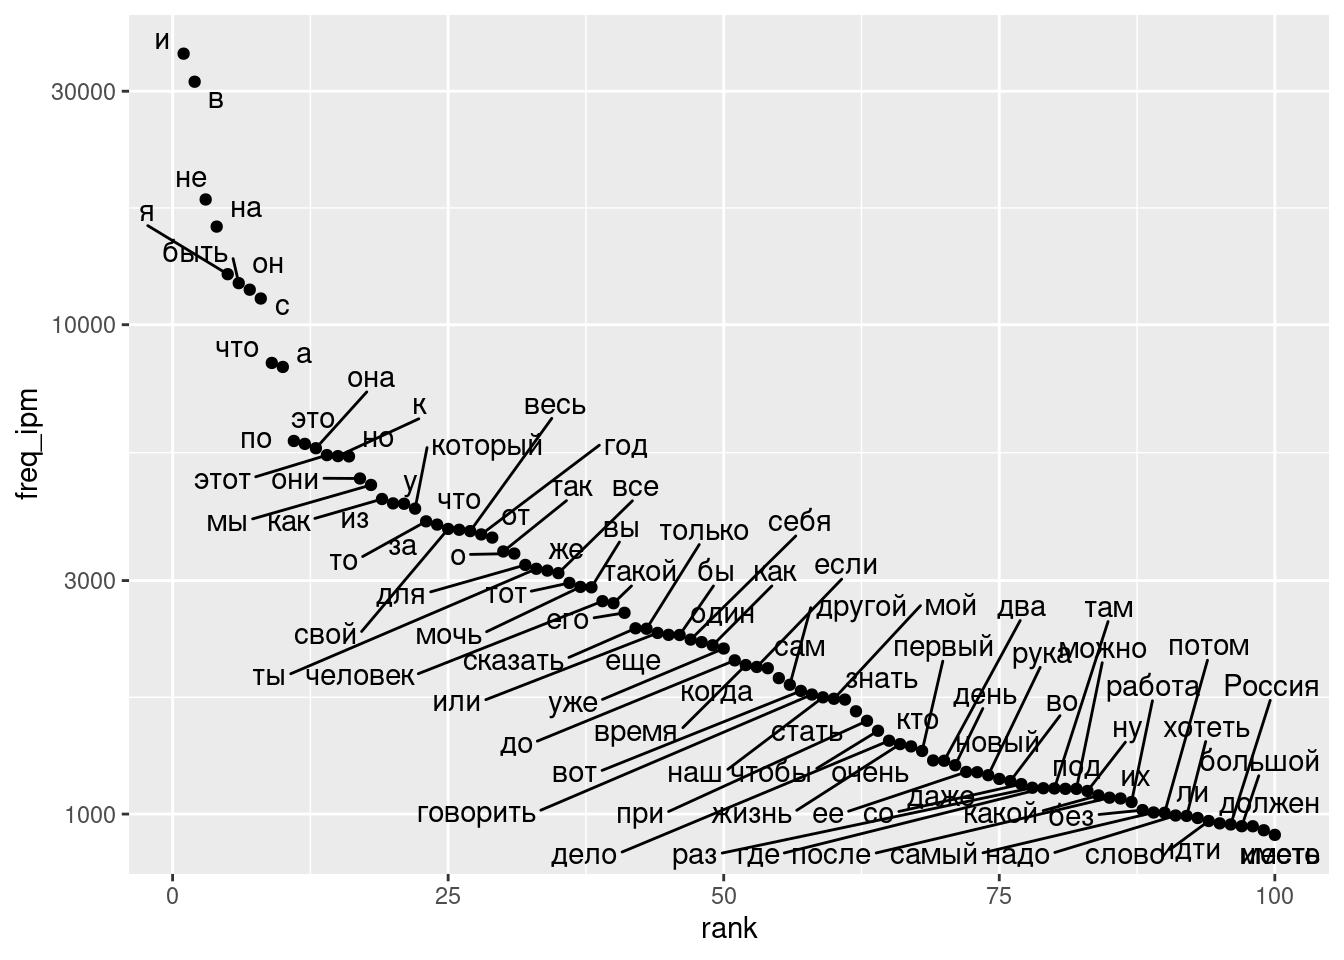 и
30000
в
не
я
на
быть
он
с
10000
что
а
она
к
весь
это
по
но
который
год
freq_ipm
этот
они
у
что
так
все
мы
как
из
от
вы
только
себя
то
за
о
же
3000
для
тот
такой
бы
как
если
его
один
другой
мой
два
там
свой
мочь
сам
первый
рука
можно
потом
сказать
еще
ты
человек
знать
работа
Россия
или
уже
когда
день
во
до
время
стать
кто
новый
ну
хотеть
вот
наш
чтобы
очень
под
их
большой
говорить
при
жизнь
ее
со
даже
какой
без
ли
должен
1000
дело
раз
где
после
самый
надо
слово
идти
0
25
50
75
100
rank